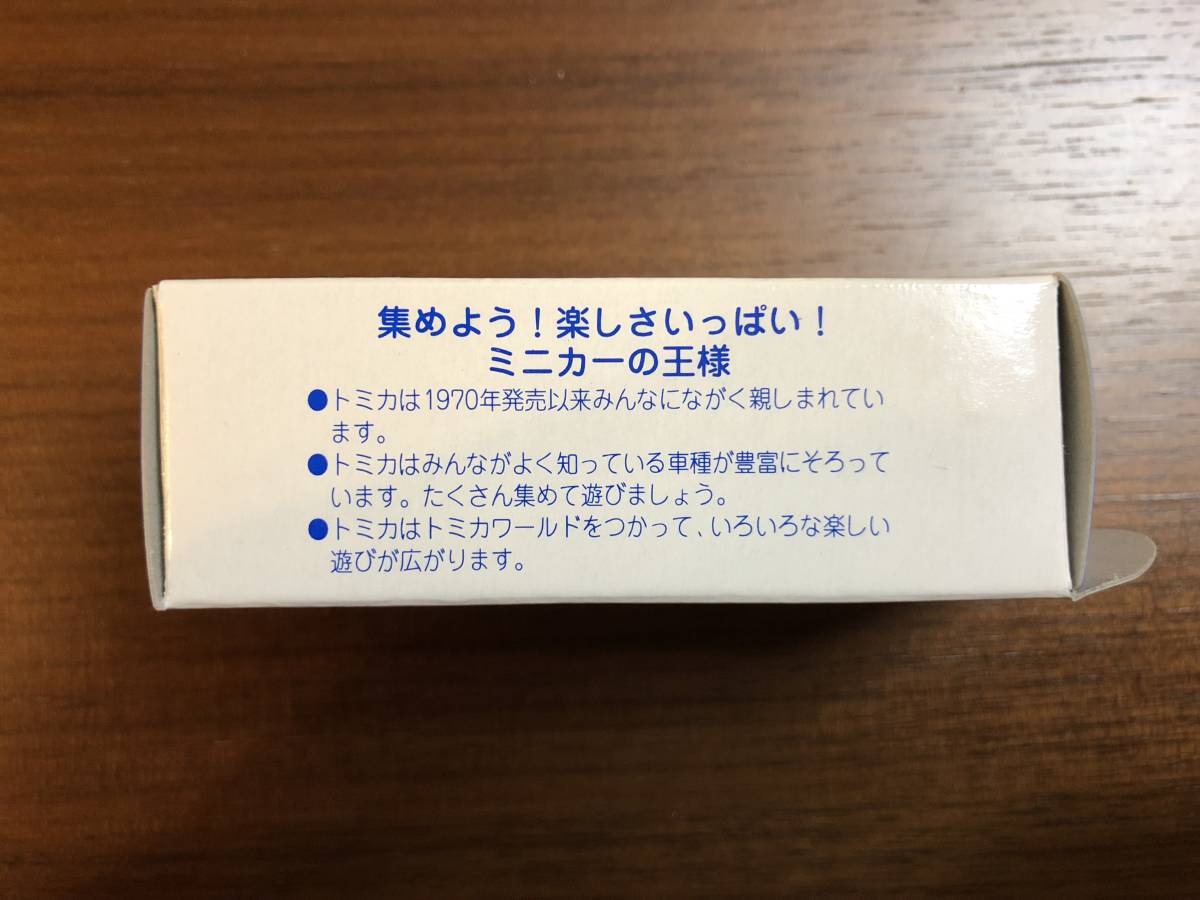 集めよう！楽しさいっぱい！
ミニカーの王様
●トミカは1970年発売以来みんなにながく親しまれてい
ます。
●トミカはみんながよく知っている車種が豊富にそろって
います。たくさん集めて遊びましょう。
●トミカはトミカワールドをつかって、いろいろな楽しい
遊びが広がります。